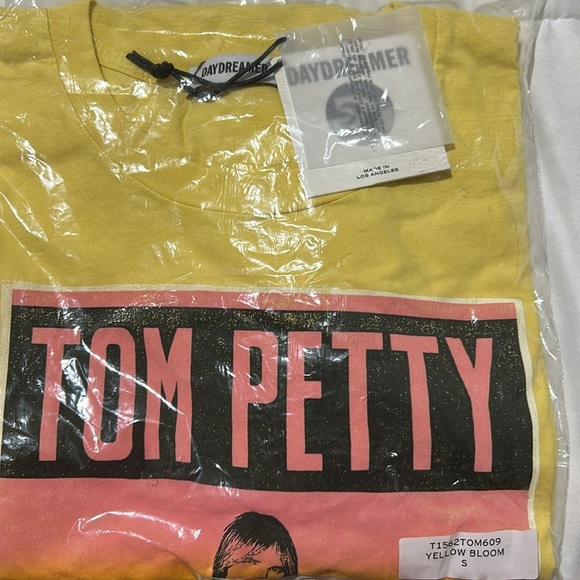 DAYDREAMER
DAYDREAMER
MADE IN
LOS ANGELES
TOM PETTY
T1562TOM609
YELLOW BLOOM
S